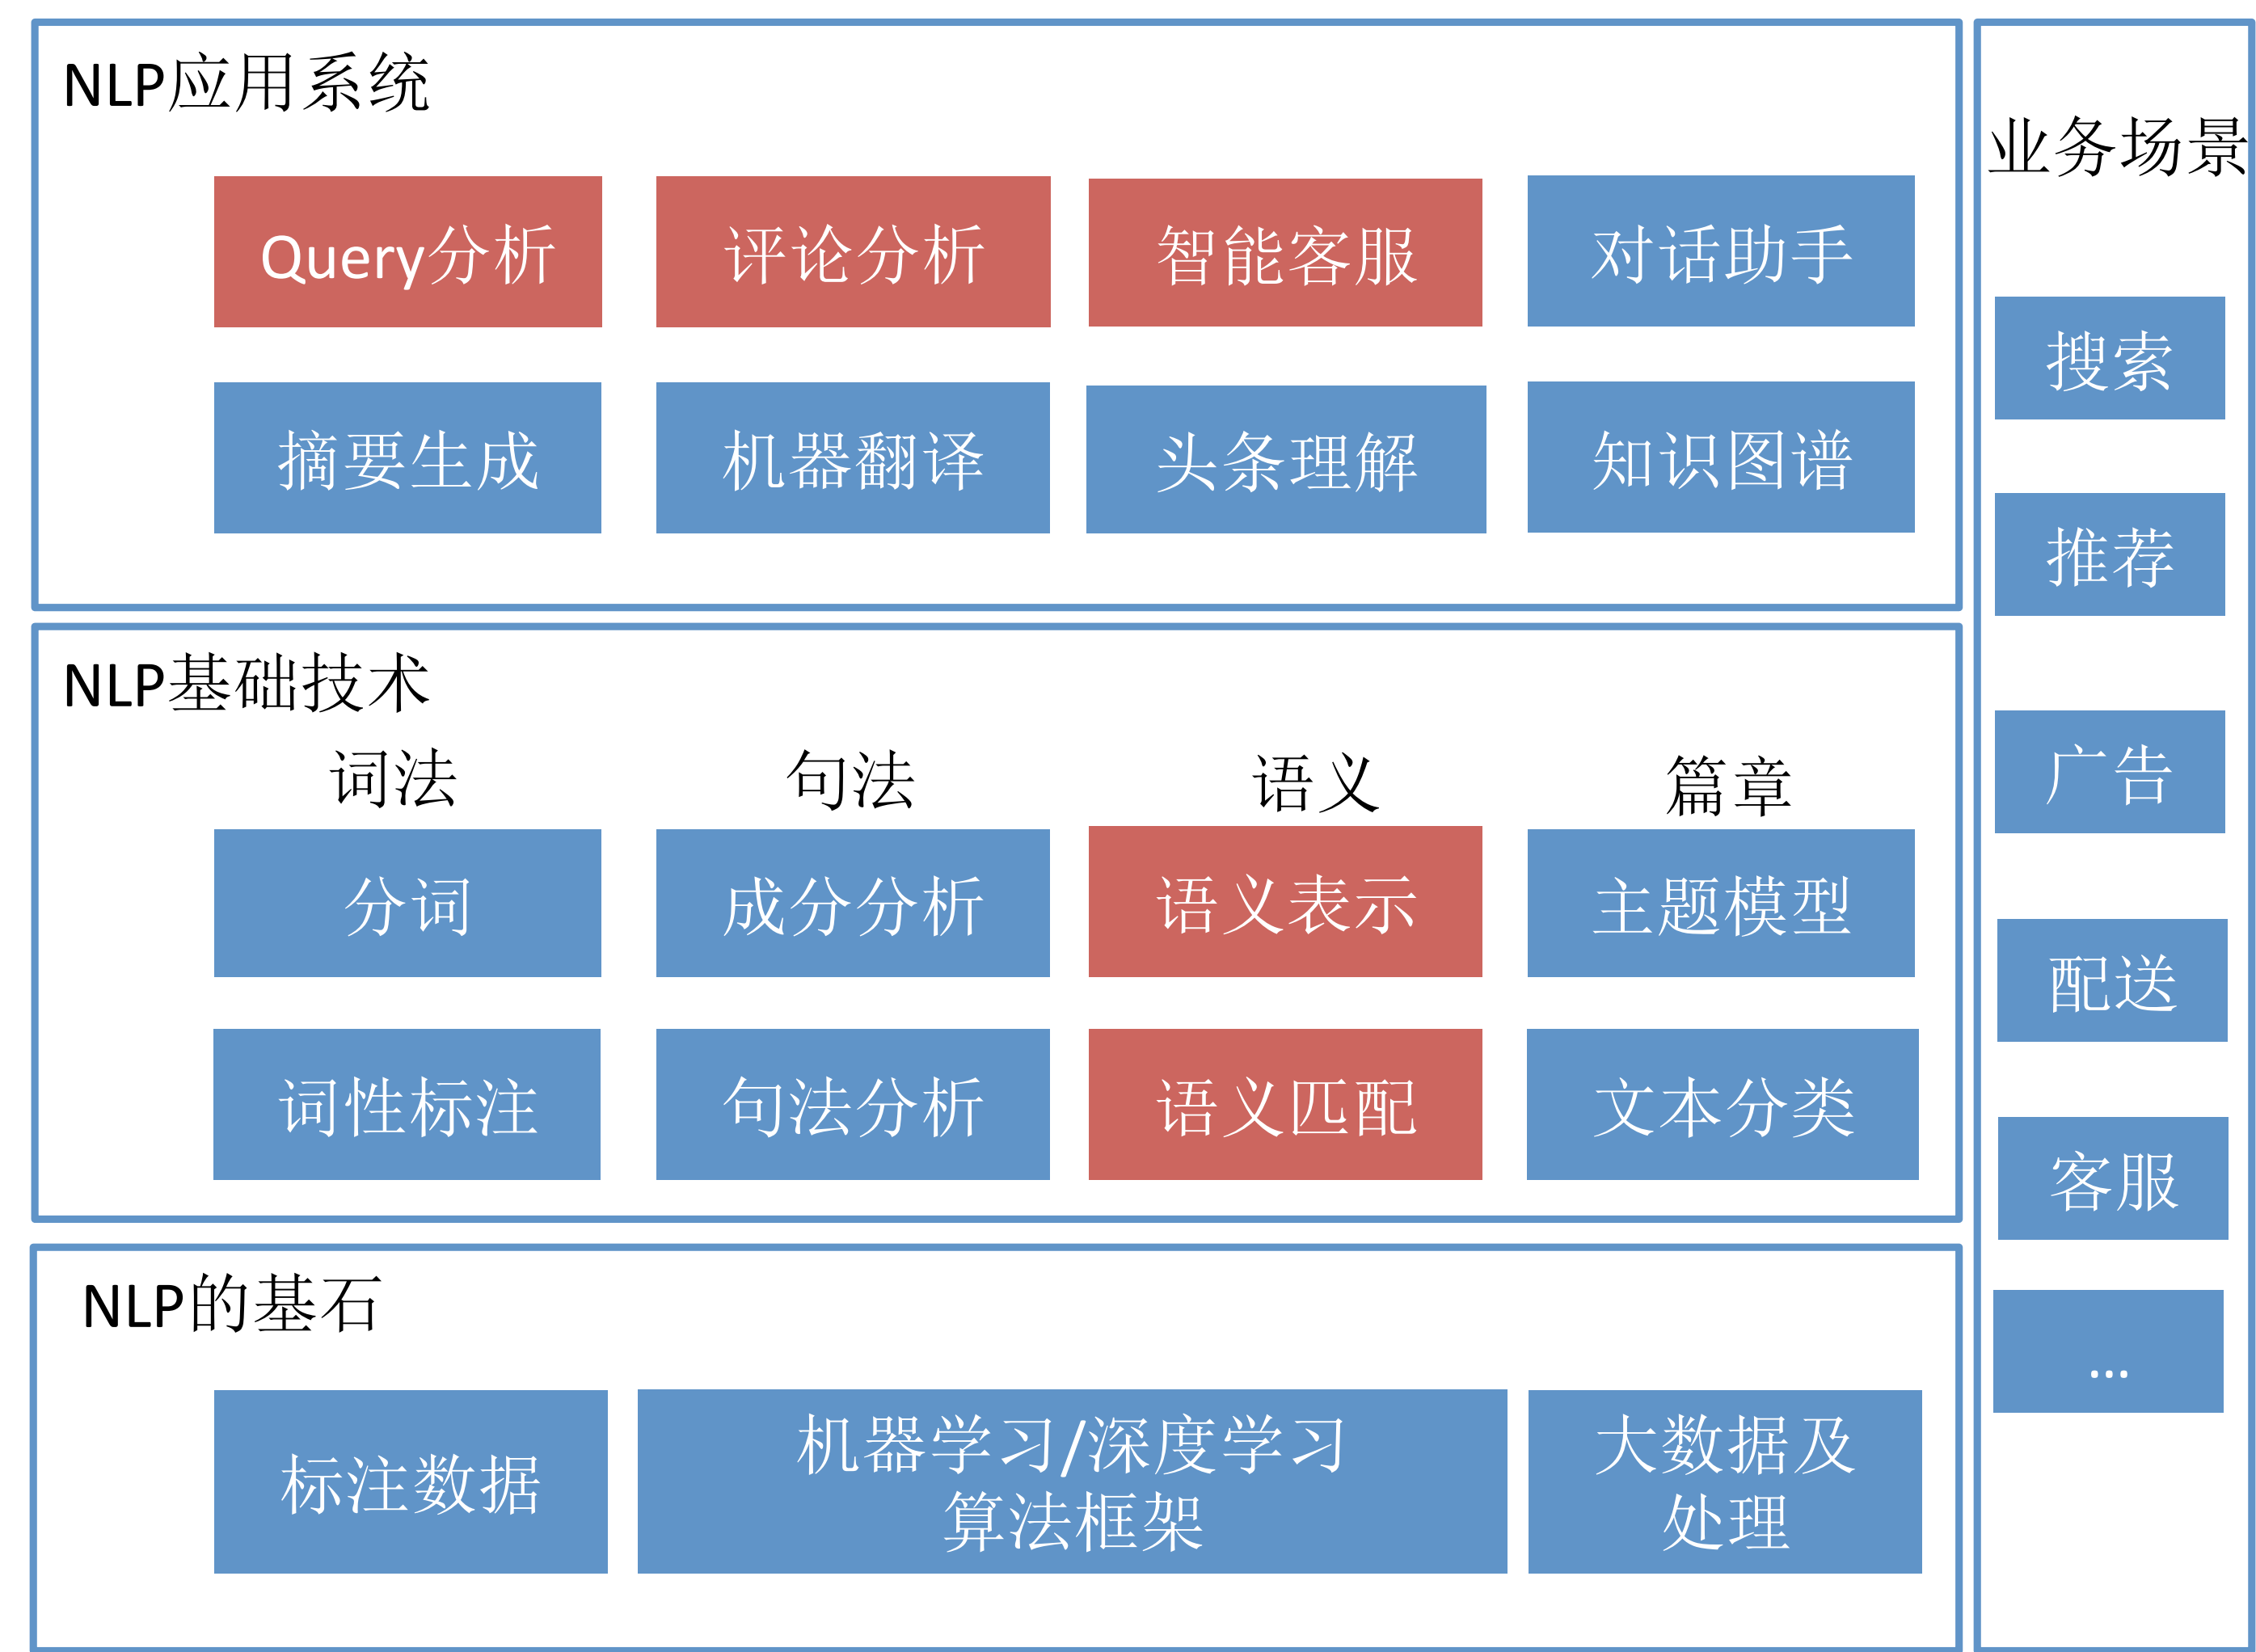 NLP应用系统
Query分析
评论分析
智能客服
对话助手
摘要生成
机器翻译
头条理解
知识图谱
NLP基础技术
词法
句法
语义
篇章
分词
成分分析
语义表示
主题模型
词性标注
句法分析
语义匹配
文本分类
NLP的基石
标注数据
机器学习/深度学习
算法框架
大数据及
处理
业务场景
搜索
推荐
广告
配送
客服
...